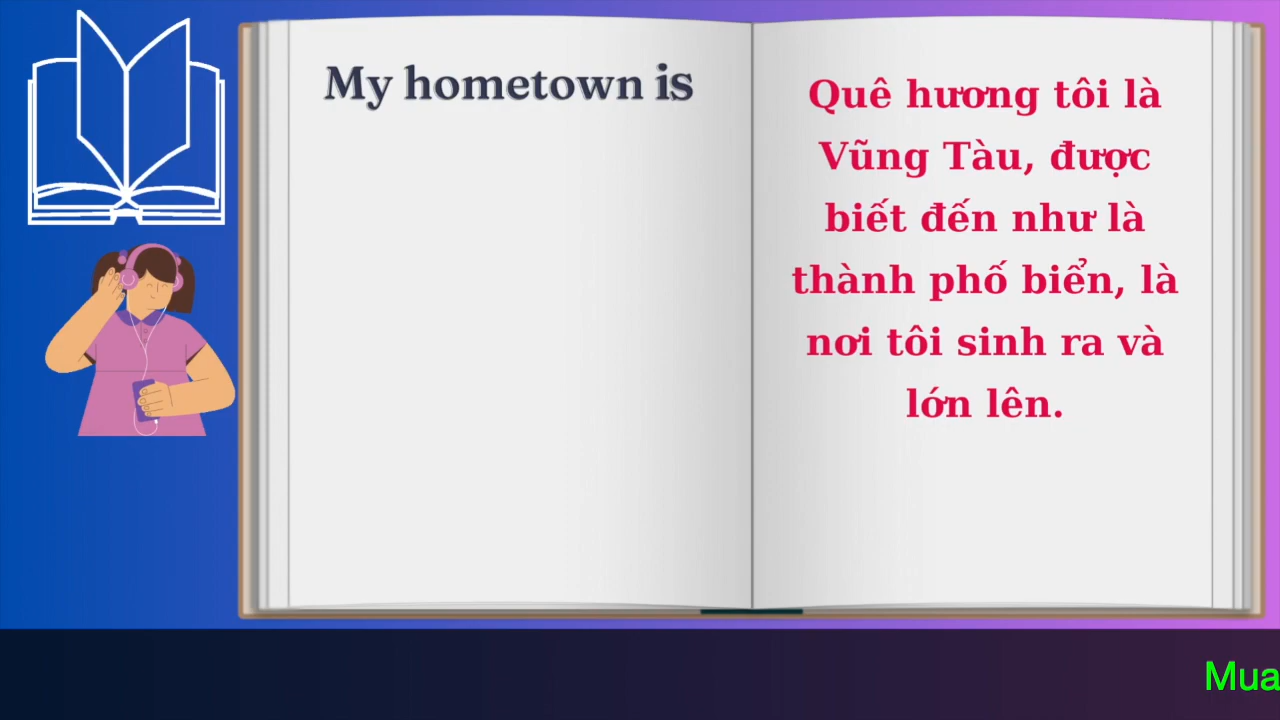 My hometown is
Quê hương tôi là
Vũng Tàu, được
biết đến như là
thành phố biển, là
nơi tôi sinh ra và
lớn lên.
Mua